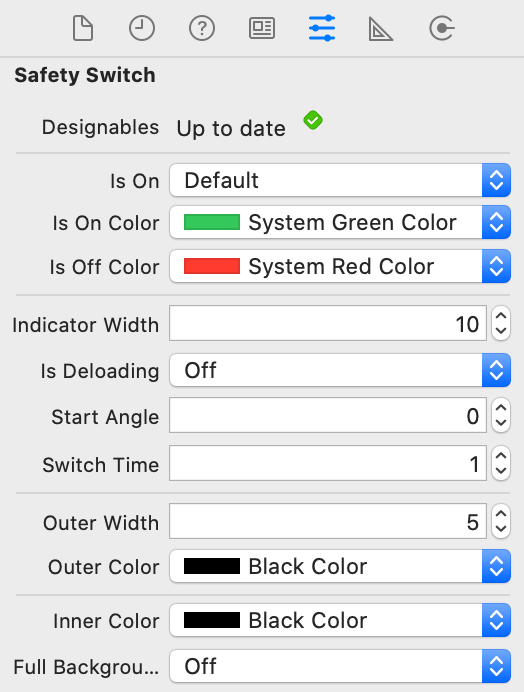 Safety Switch
Designables Up to date
Is On Default
Is On Color System Green Color
Is Off Color System Red Color
Indicator Width 10
Is Deloading Off
Start Angle 0
Switch Time 1
Outer Width 5
Outer Color Black Color
Inner Color Black Color
Full Backgrou... Off